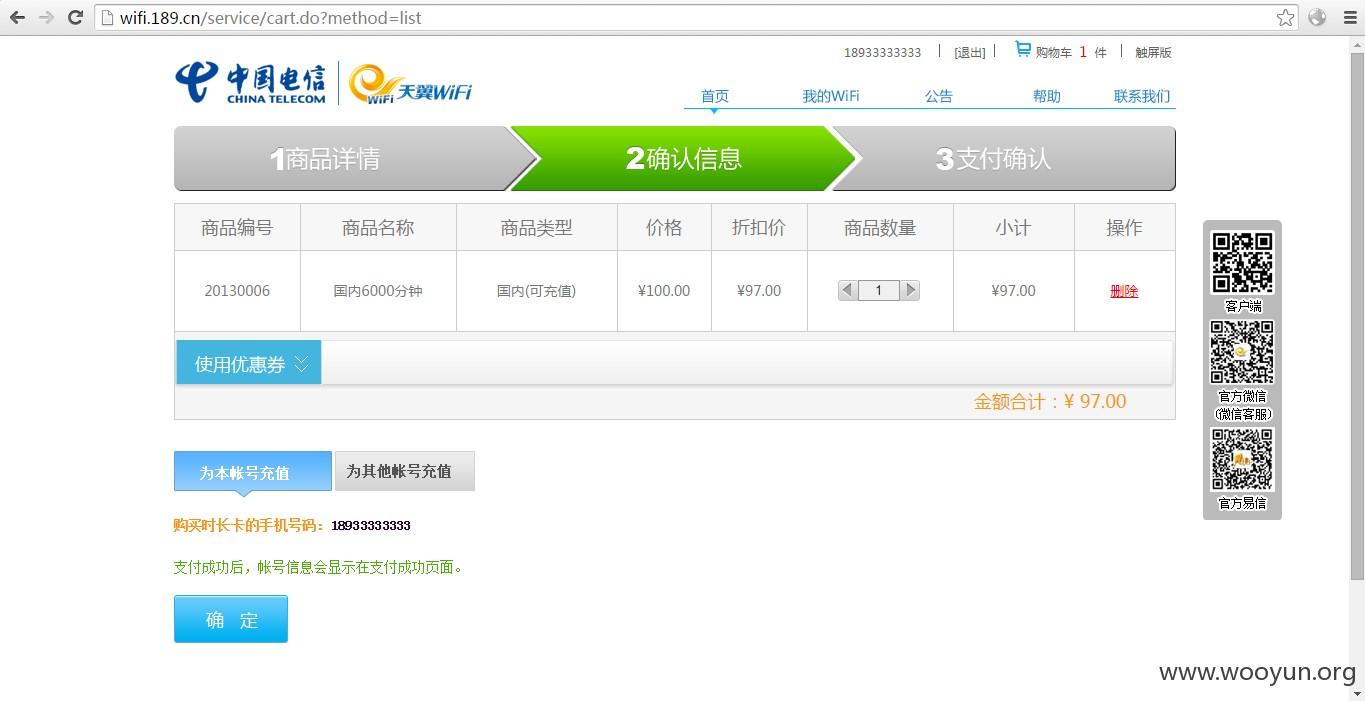 wifi.189.cn/service/cart.do?method=list
18933333333 [退出] 购物车 1 件 触屏版
中国电信 CHINA TELECOM 天翼WiFi
首页 我的WiFi 公告 帮助 联系我们
1商品详情 2确认信息 3支付确认
商品编号 商品名称 商品类型 价格 折扣价 商品数量 小计 操作
20130006 国内6000分钟 国内(可充值) ¥100.00 ¥97.00 1 ¥97.00 删除
使用优惠券
金额合计：¥ 97.00
客户端
官方微信
(微信客服)
官方易信
为本帐号充值 为其他帐号充值
购买时长卡的手机号码：18933333333
支付成功后，帐号信息会显示在支付成功页面。
确 定
www.wooyun.org